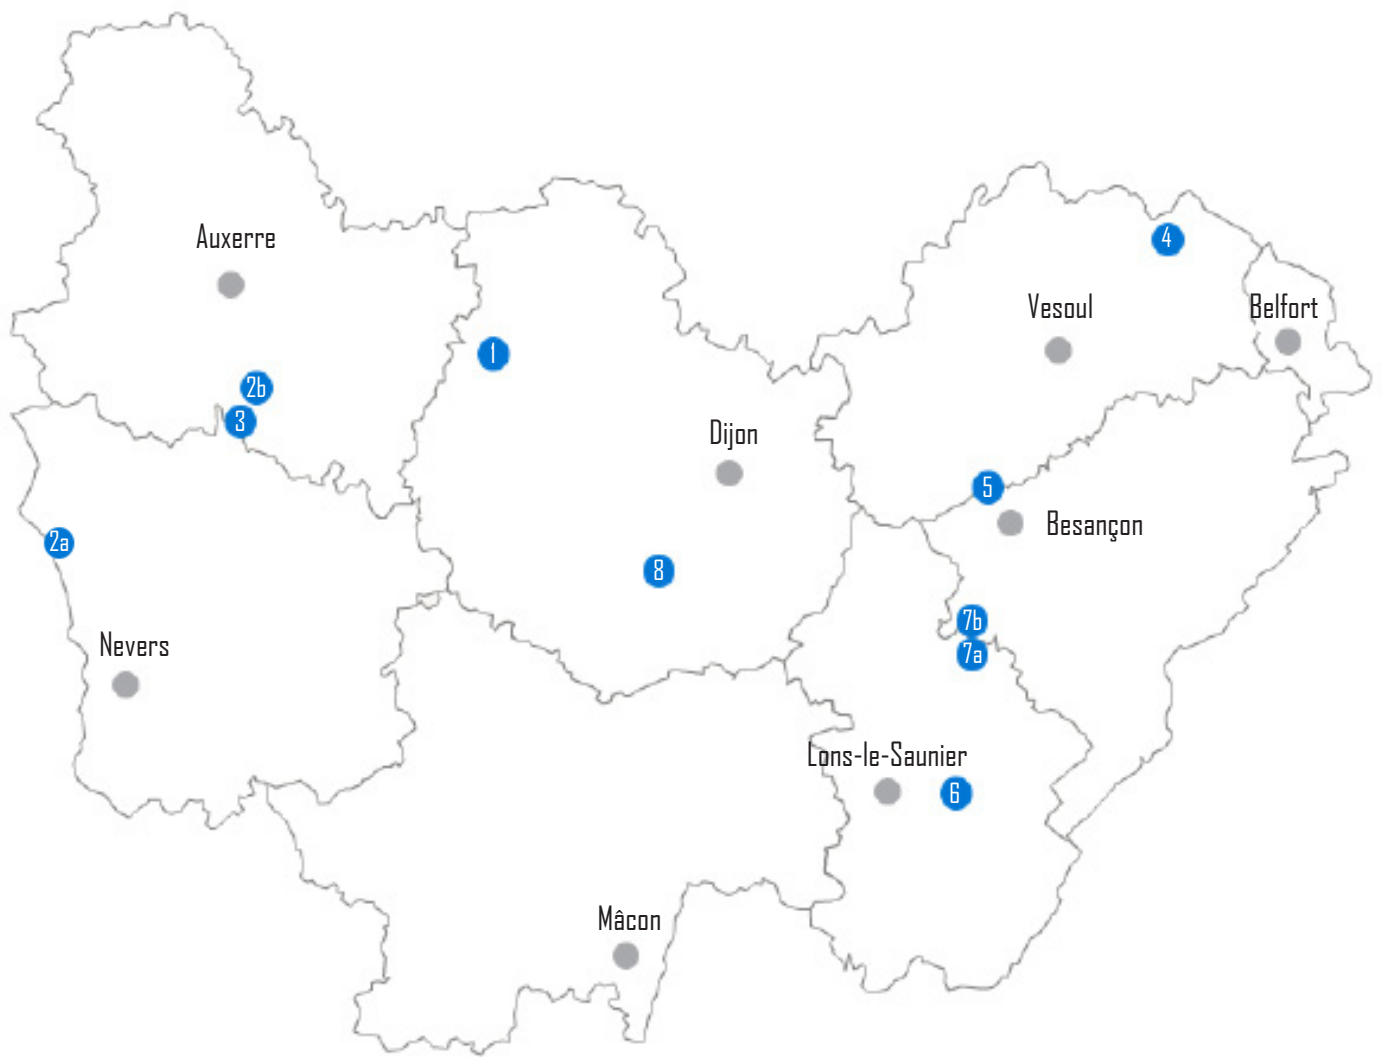 Auxerre
4
Vesoul
Belfort
1
2b
3
Dijon
5
Besançon
2a
8
7b
Nevers
7a
Lons-le-Saunier
6
Mâcon